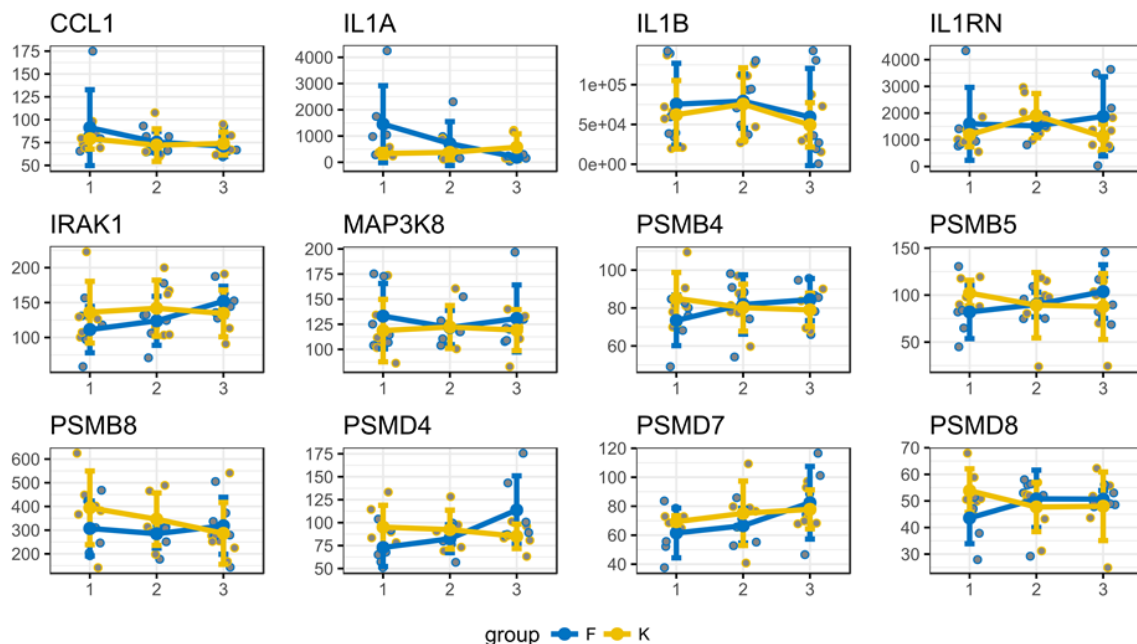 CCL1 IL1A IL1B IL1RN
175 4000 1e+05 4000
150 3000 5e+04 3000
125 2000 0e+00 2000
100 1000 1000
75 0 0
50
1 2 3 1 2 3 1 2 3 1 2 3
IRAK1 MAP3K8 PSMB4 PSMB5
200 200 100 150
150 175 80 100
100 150 60 50
125
100
1 2 3 1 2 3 1 2 3 1 2 3
PSMB8 PSMD4 PSMD7 PSMD8
600 175 120 70
500 150 100 60
400 125 80 50
300 100 60 40
200 75 40 30
50
1 2 3 1 2 3 1 2 3 1 2 3
group F K